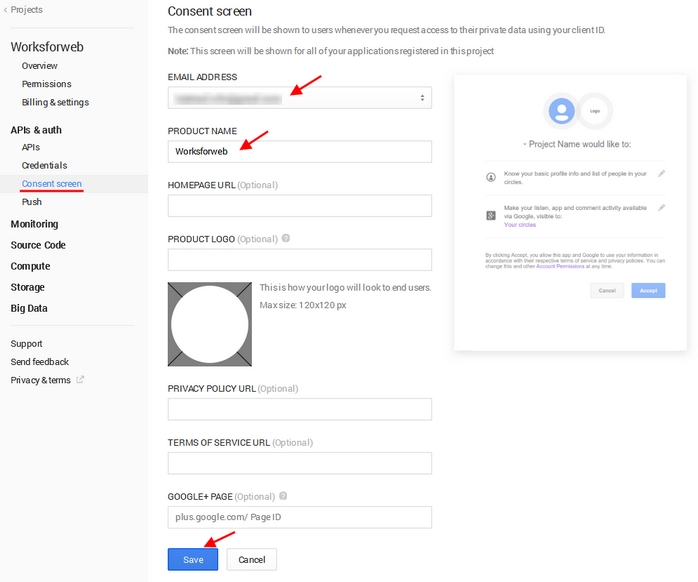 Projects
Worksforweb
Overview
Permissions
Billing & settings
APIs & auth
APIs
Credentials
Consent screen
Push
Monitoring
Source Code
Compute
Storage
Big Data
Support
Send feedback
Privacy & terms
Consent screen
The consent screen will be shown to users whenever you request access to their private data using your client ID.
Note: This screen will be shown for all of your applications registered in this project
EMAIL ADDRESS
PRODUCT NAME
Worksforweb
HOMEPAGE URL (Optional)
PRODUCT LOGO (Optional) ?
This is how your logo will look to end users.
Max size: 120x120 px
PRIVACY POLICY URL (Optional)
TERMS OF SERVICE URL (Optional)
GOOGLE+ PAGE (Optional) ?
plus.google.com/ Page ID
Save Cancel
Logo
Project Name would like to:
Know your basic profile info and list of people in your
circles.
Make your listen, app and comment activity available
via Google, visible to:
Your circles
By clicking Accept, you allow this app and Google to use your information in
accordance with their respective terms of service and privacy policies. You can
change this and other Account Permissions at any time.
Cancel Accept